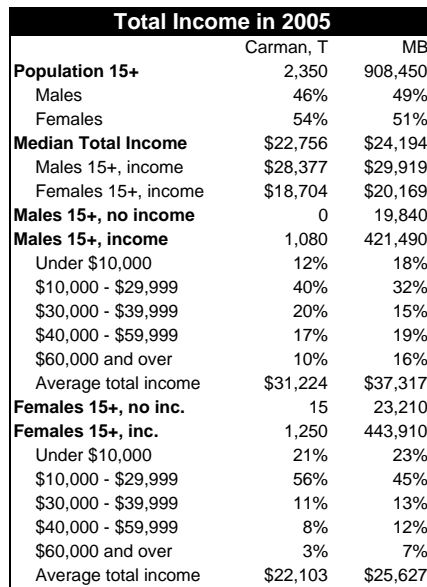 Total Income in 2005
Carman, T MB
Population 15+ 2,350 908,450
Males 46% 49%
Females 54% 51%
Median Total Income $22,756 $24,194
Males 15+, income $28,377 $29,919
Females 15+, income $18,704 $20,169
Males 15+, no income 0 19,840
Males 15+, income 1,080 421,490
Under $10,000 12% 18%
$10,000 - $29,999 40% 32%
$30,000 - $39,999 20% 15%
$40,000 - $59,999 17% 19%
$60,000 and over 10% 16%
Average total income $31,224 $37,317
Females 15+, no inc. 15 23,210
Females 15+, inc. 1,250 443,910
Under $10,000 21% 23%
$10,000 - $29,999 56% 45%
$30,000 - $39,999 11% 13%
$40,000 - $59,999 8% 12%
$60,000 and over 3% 7%
Average total income $22,103 $25,627